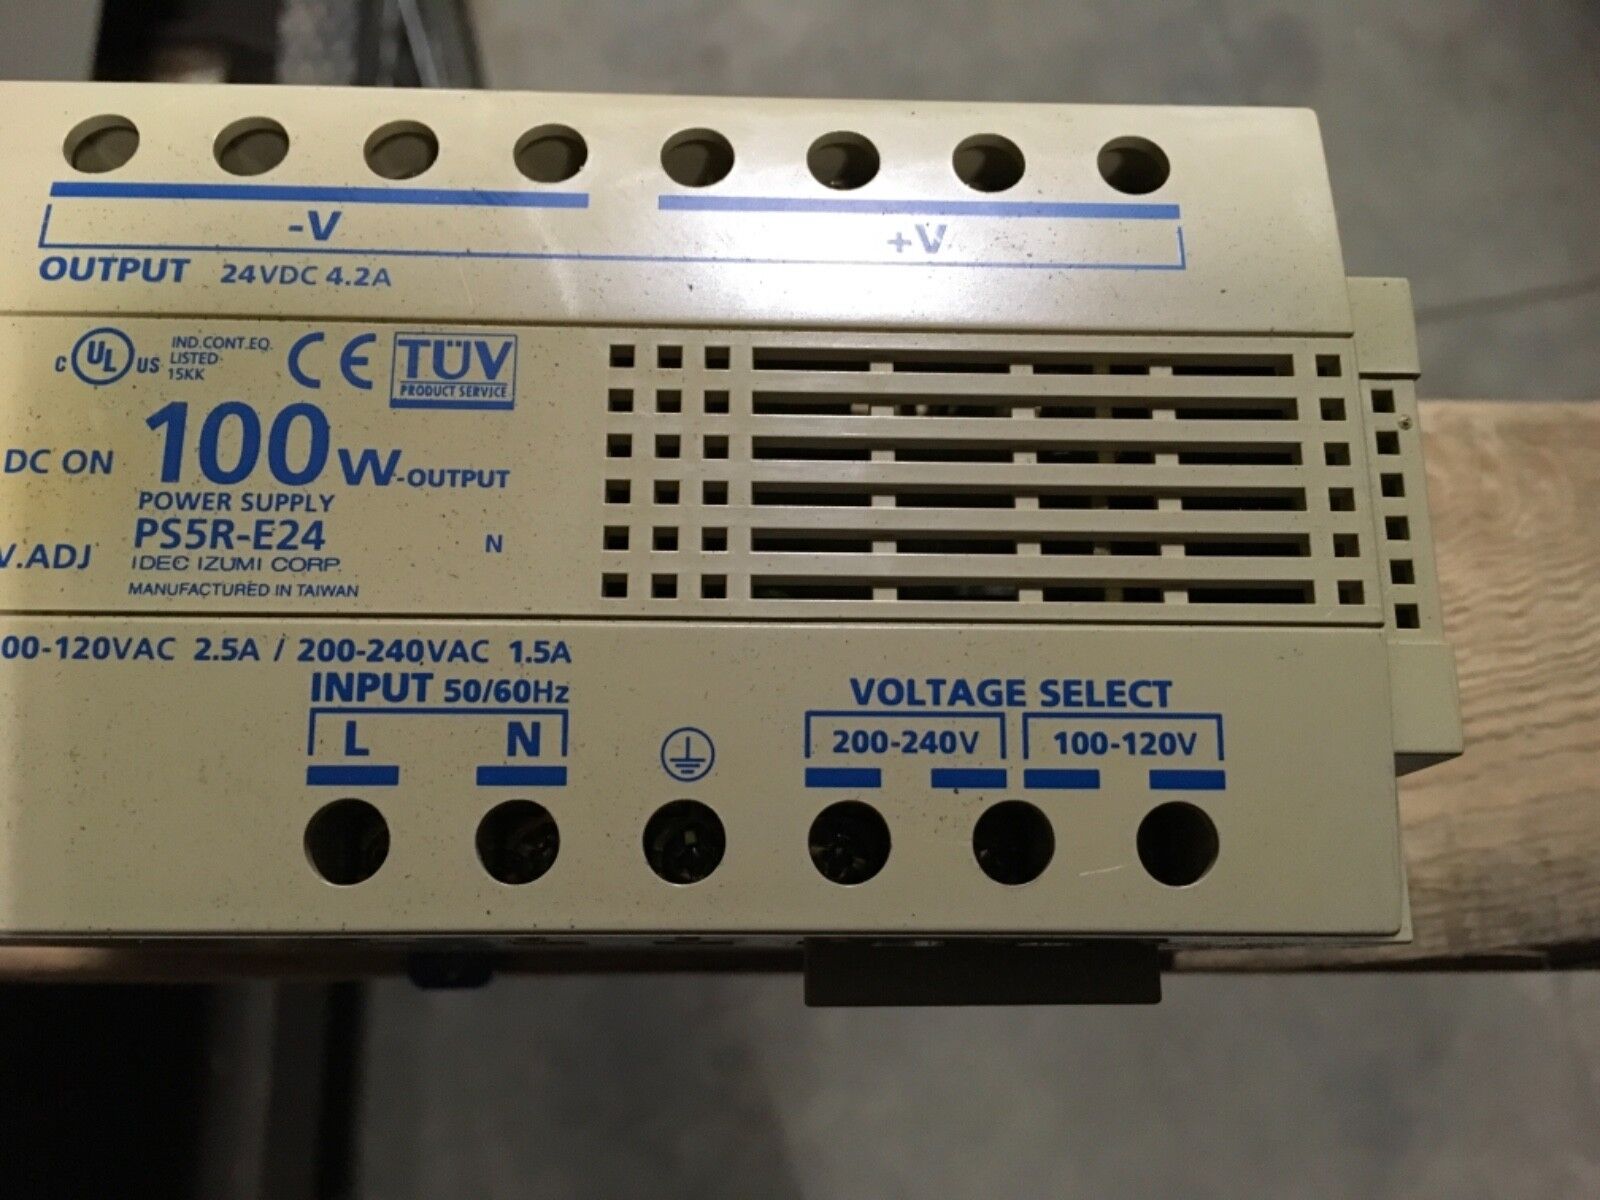 -V +V
OUTPUT 24VDC 4.2A
C UL US IND.CONT.EQ.
LISTED
15KK
CE
TÜV
PRODUCT SERVICE
DC ON
100W-OUTPUT
POWER SUPPLY
PS5R-E24
N
V.ADJ
IDEC IZUMI CORP.
MANUFACTURED IN TAIWAN
00-120VAC 2.5A / 200-240VAC 1.5A
INPUT 50/60Hz
L N
VOLTAGE SELECT
200-240V 100-120V